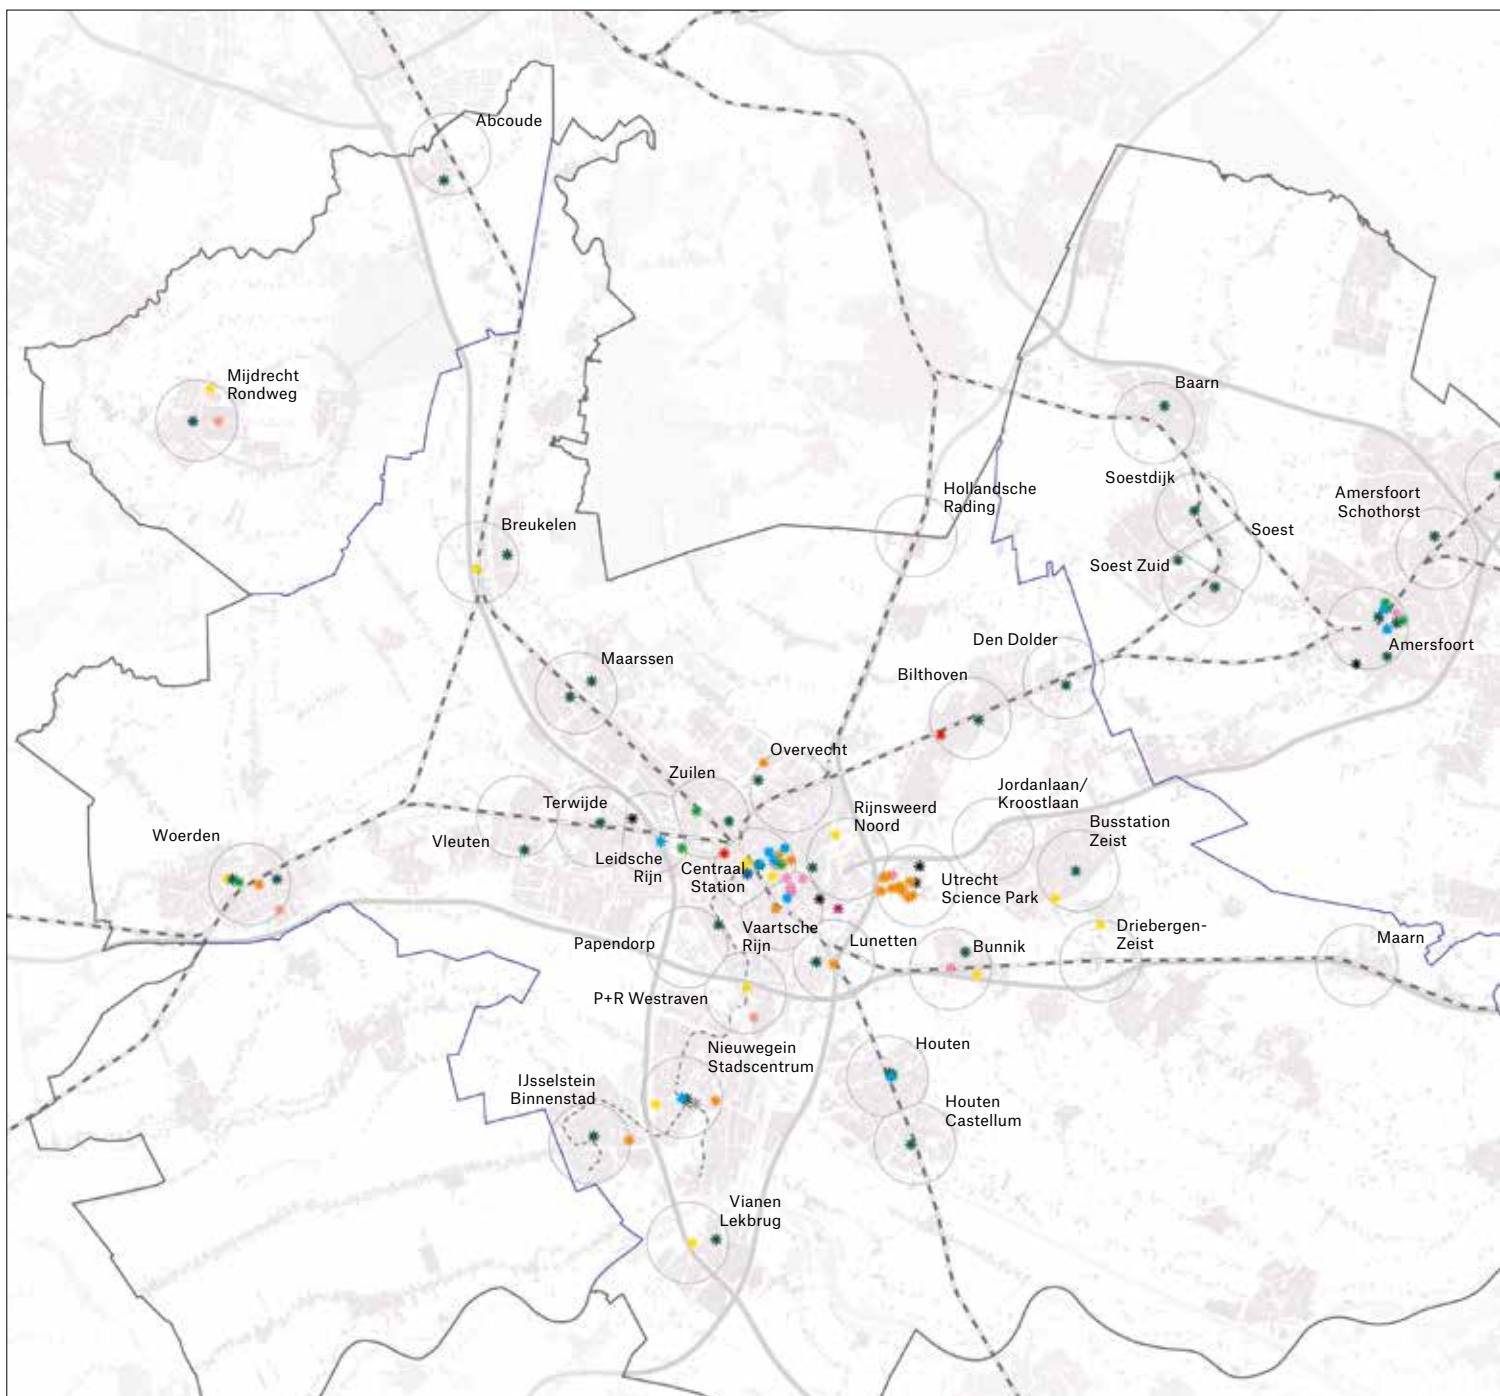 Abcoude
Mijdrecht
Rondweg
Baarn
Soestdijk
Hollandsche
Rading
Amersfoort
Schothorst
Breukelen
Soest
Soest Zuid
Den Dolder
Amersfoort
Maarssen
Bilthoven
Overvecht
Zuilen
Jordanlaan/
Kroostlaan
Terwijde
Rijnsweerd
Noord
Busstation
Zeist
Woerden
Vleuten
Leidsche
Rijn
Centraal
Station
Utrecht
Science Park
Vaartsche
Rijn
Driebergen-
Zeist
Papendorp
Lunetten
Bunnik
Maarn
P+R Westraven
Nieuwegein
Stadscentrum
Houten
IJsselstein
Binnenstad
Houten
Castellum
Vianen
Lekbrug